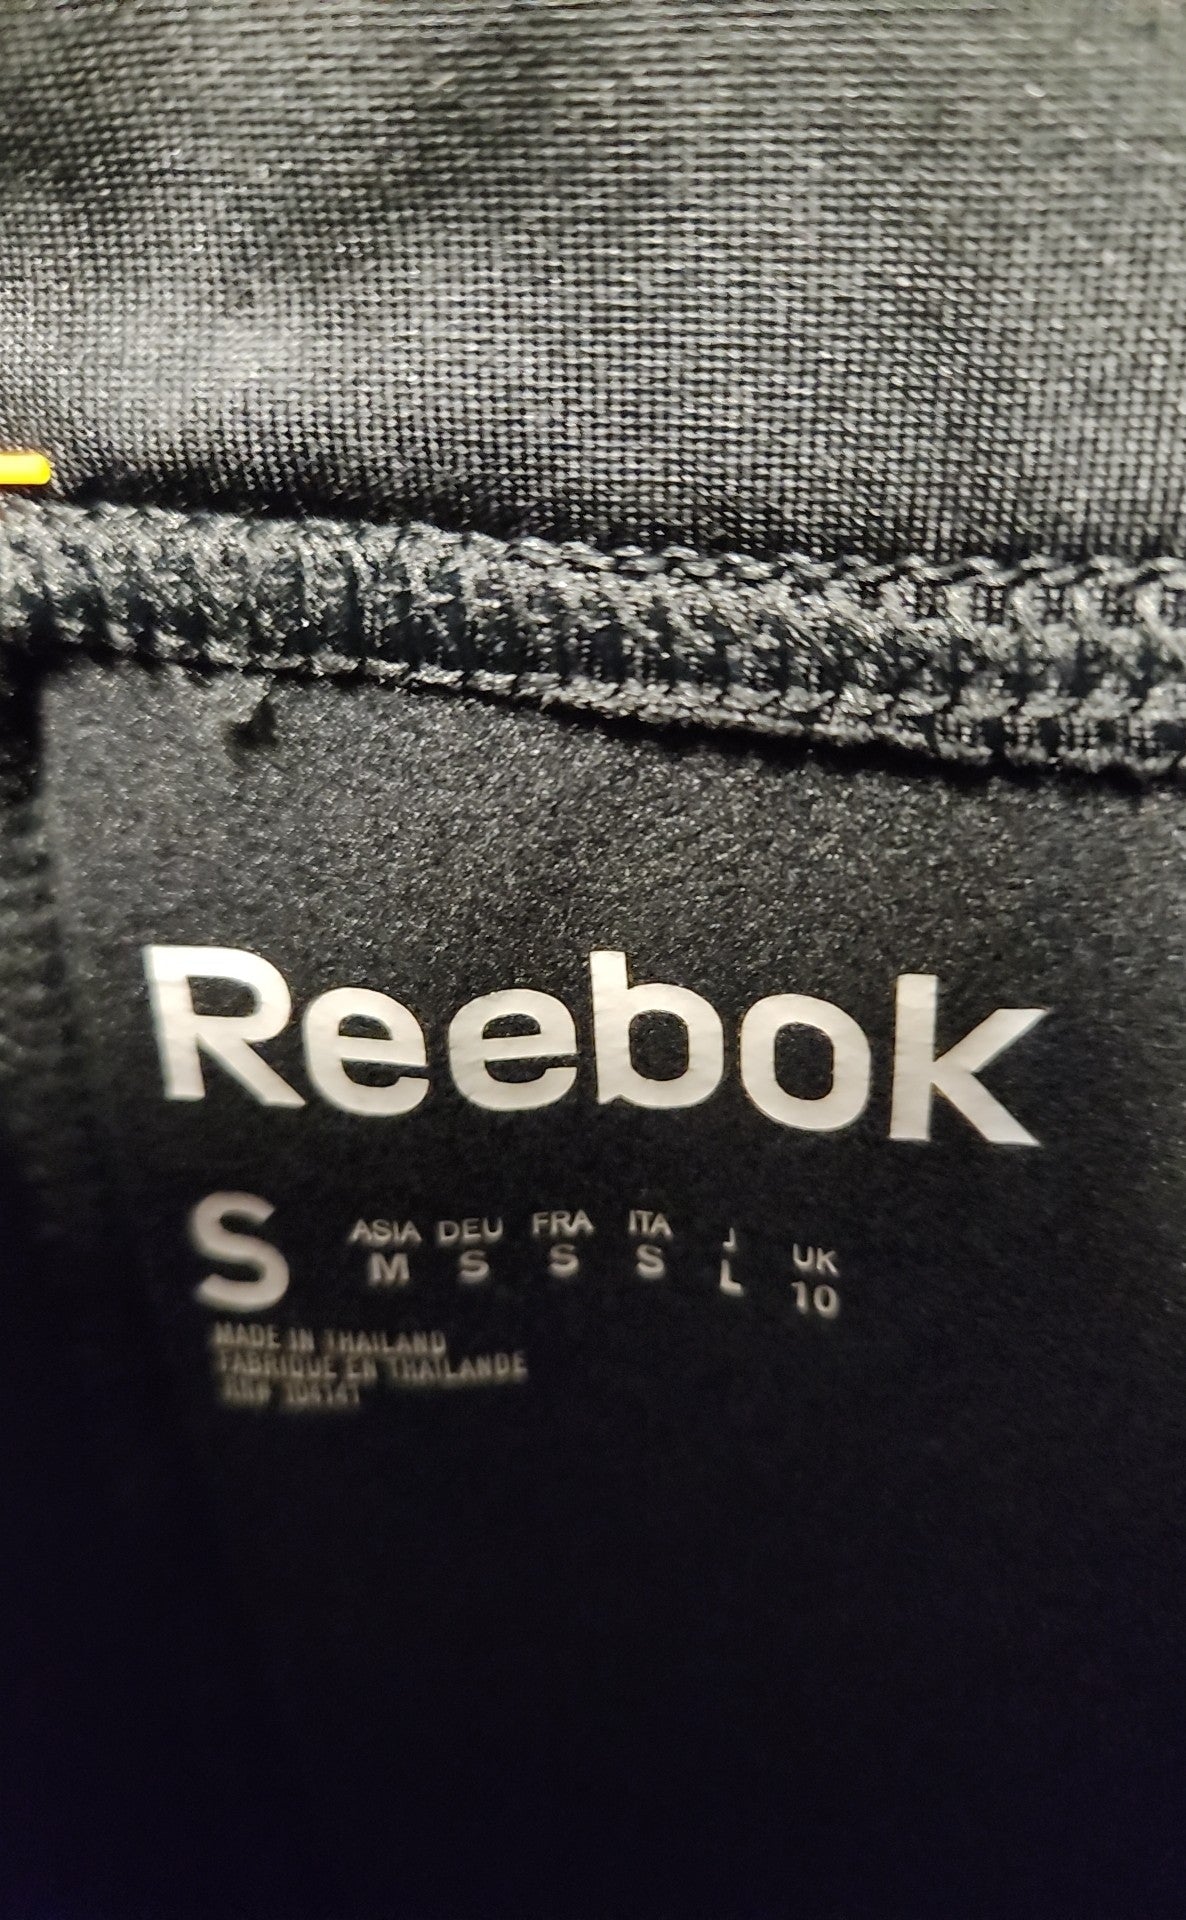 Reebok
S ASIA DEU FRA ITA J UK
M S S S L 10
MADE IN THAILAND
FABRIQUE EN THAILANDE